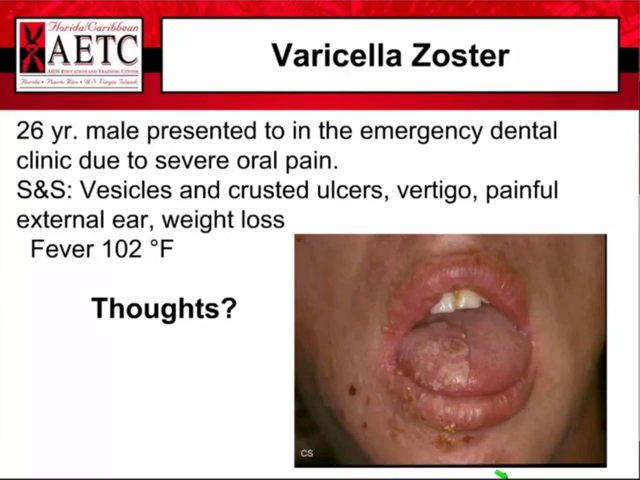 Florida/Caribbean
AETC
AIDS EDUCATION AND TRAINING CENTER
Florida • Puerto Rico • U.S. Virgin Islands
Varicella Zoster
26 yr. male presented to in the emergency dental
clinic due to severe oral pain.
S&S: Vesicles and crusted ulcers, vertigo, painful
external ear, weight loss
Fever 102 °F
Thoughts?
CS